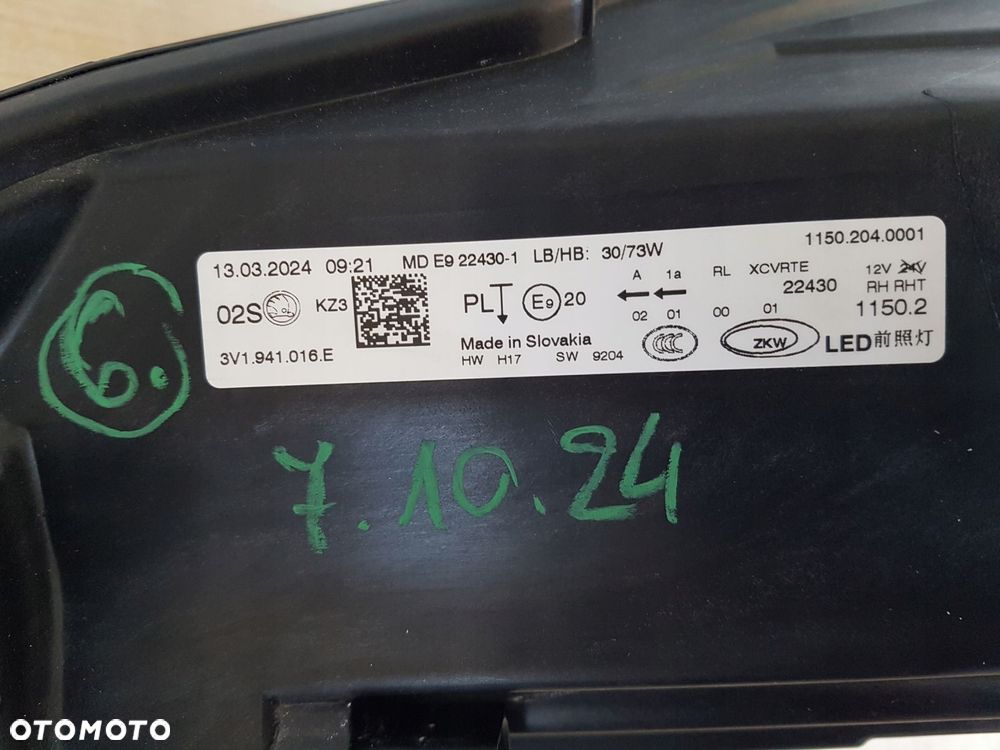 13.03.2024 09:21 MD E9 22430-1 LB/HB: 30/73W 1150.204.0001
02S KZ3 PL E9 20 A 1a RL XCVRTE 12V 24V
22430 RH RHT
02 01 00 01 1150.2
3V1.941.016.E Made in Slovakia CCC ZKW LED前照灯
HW H17 SW 9204
6.
7.10.24
OTOMOTO